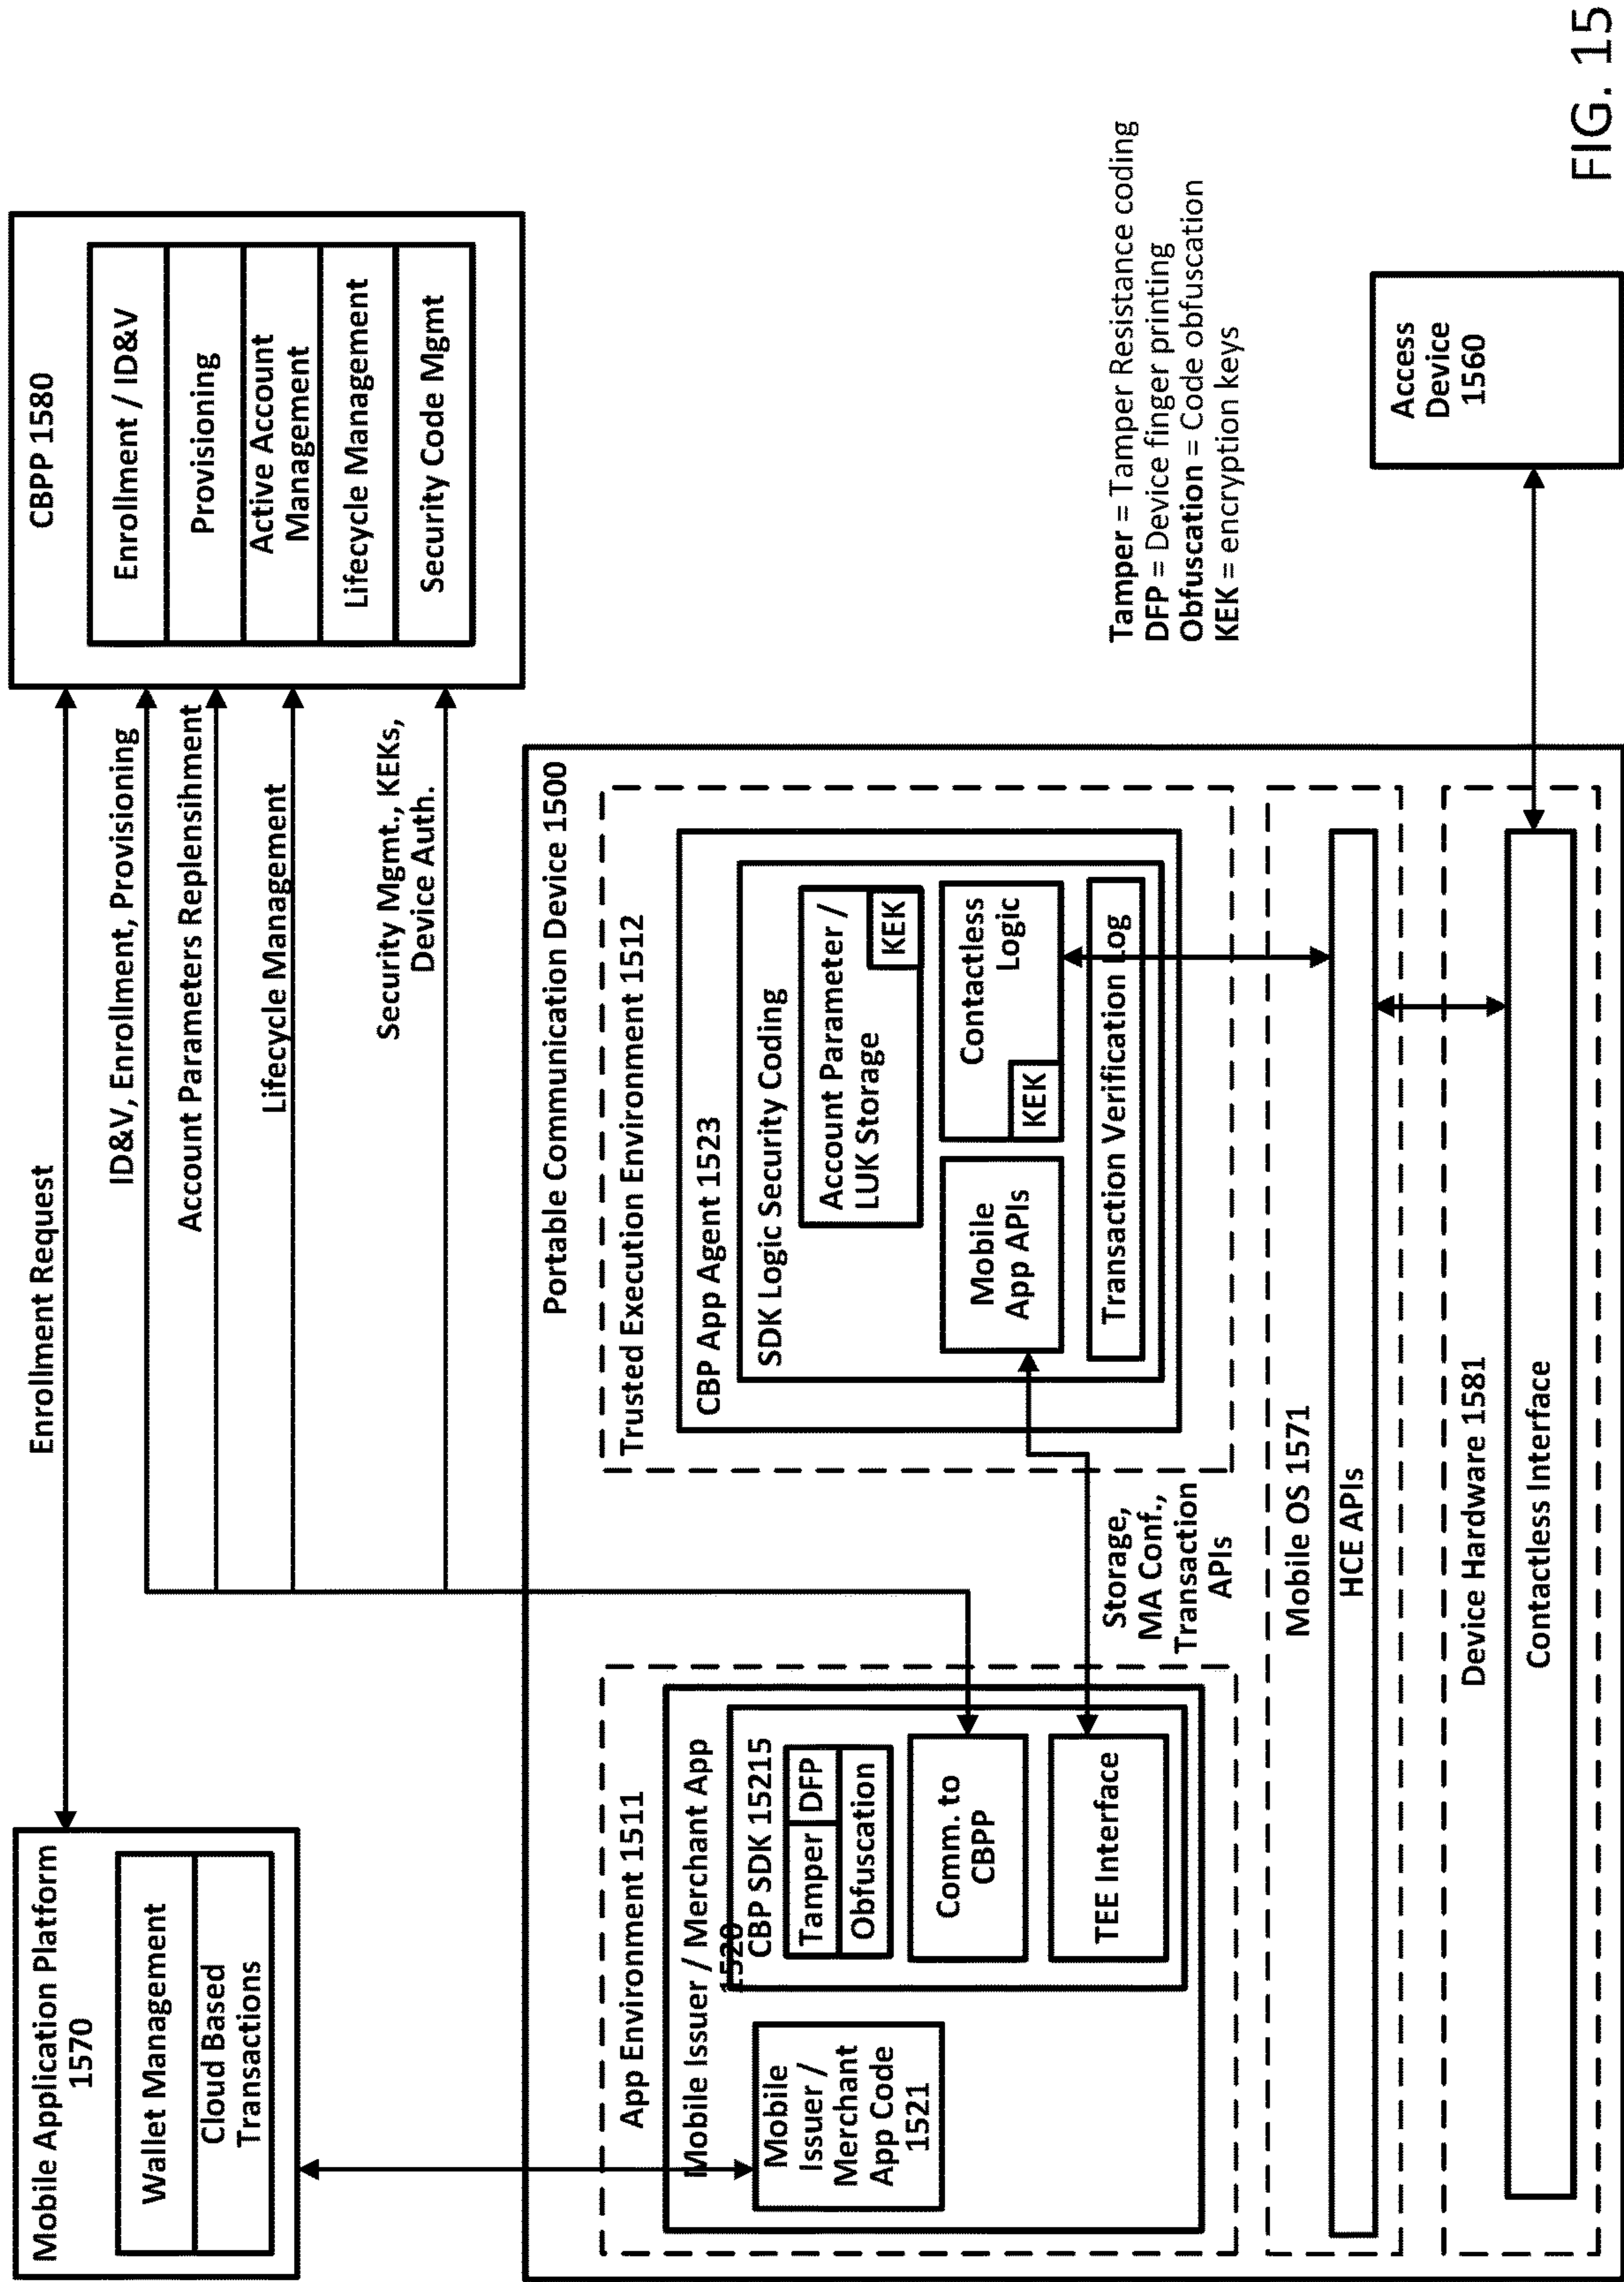 Mobile Application Platform
1570
Wallet Management
Cloud Based
Transactions
Enrollment Request
CBPP 1580
Enrollment / ID&V
Provisioning
Active Account
Management
Lifecycle Management
Security Code Mgmt
ID&V, Enrollment, Provisioning
Account Parameters Replensihment
Lifecycle Management
Security Mgmt., KEKs,
Device Auth.
Portable Communication Device 1500
App Environment 1511
Mobile Issuer / Merchant App
1520
Mobile
Issuer /
Merchant
App Code
1521
CBP SDK 15215
Tamper
DFP
Obfuscation
Comm. to
CBPP
TEE Interface
Storage,
MA Conf.,
Transaction
APIs
Trusted Execution Environment 1512
CBP App Agent 1523
SDK Logic Security Coding
Account Parameter /
LUK Storage
KEK
Mobile
App APIs
Contactless
Logic
KEK
Transaction Verification Log
Mobile OS 1571
HCE APIs
Device Hardware 1581
Contactless Interface
Tamper = Tamper Resistance coding
DFP = Device finger printing
Obfuscation = Code obfuscation
KEK = encryption keys
Access
Device
1560
FIG. 15